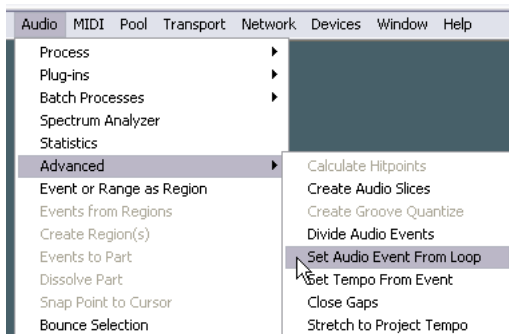 Audio MIDI Pool Transport Network Devices Window Help
Process
Plug-ins
Batch Processes
Spectrum Analyzer
Statistics
Advanced
Event or Range as Region
Events from Regions
Create Region(s)
Events to Part
Dissolve Part
Snap Point to Cursor
Bounce Selection
Calculate Hitpoints
Create Audio Slices
Create Groove Quantize
Divide Audio Events
Set Audio Event From Loop
Set Tempo From Event
Close Gaps
Stretch to Project Tempo